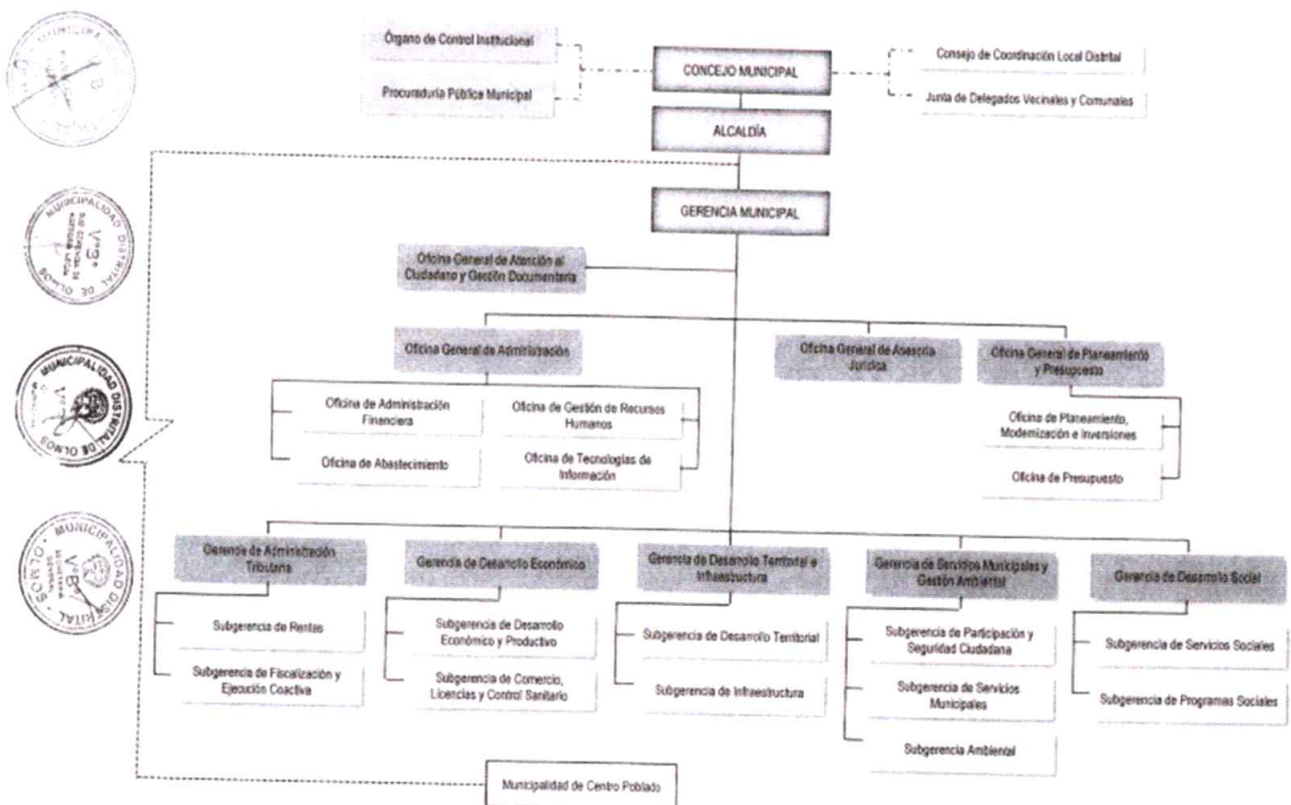 Órgano de Control Institucional
Procuraduría Pública Municipal
CONCEJO MUNICIPAL
Consejo de Coordinación Local Distrital
Junta de Delegados Vecinales y Comunales
ALCALDÍA
GERENCIA MUNICIPAL
Oficina General de Atención al
Ciudadano y Gestión Documentaria
Oficina General de Administración
Oficina General de Asesoría
Jurídica
Oficina General de Planeamiento
y Presupuesto
Oficina de Administración
Financiera
Oficina de Gestión de Recursos
Humanos
Oficina de Abastecimiento
Oficina de Tecnologías de
Información
Oficina de Planeamiento,
Modernización e Inversiones
Oficina de Presupuesto
Gerencia de Administración
Tributaria
Subgerencia de Rentas
Subgerencia de Fiscalización y
Ejecución Coactiva
Gerencia de Desarrollo Económico
Subgerencia de Desarrollo
Económico y Productivo
Subgerencia de Comercio,
Licencias y Control Sanitario
Gerencia de Desarrollo Territorial e
Infraestructura
Subgerencia de Desarrollo Territorial
Subgerencia de Infraestructura
Gerencia de Servicios Municipales y
Gestión Ambiental
Subgerencia de Participación y
Seguridad Ciudadana
Subgerencia de Servicios
Municipales
Subgerencia Ambiental
Gerencia de Desarrollo Social
Subgerencia de Servicios Sociales
Subgerencia de Programas Sociales
Municipalidad de Centro Poblado
MUNICIPALIDAD DISTRITAL DE OLMOS
V°B°
MUNICIPALIDAD DISTRITAL DE OLMOS
MUNICIPALIDAD DISTRITAL
OLMOS
V°B°